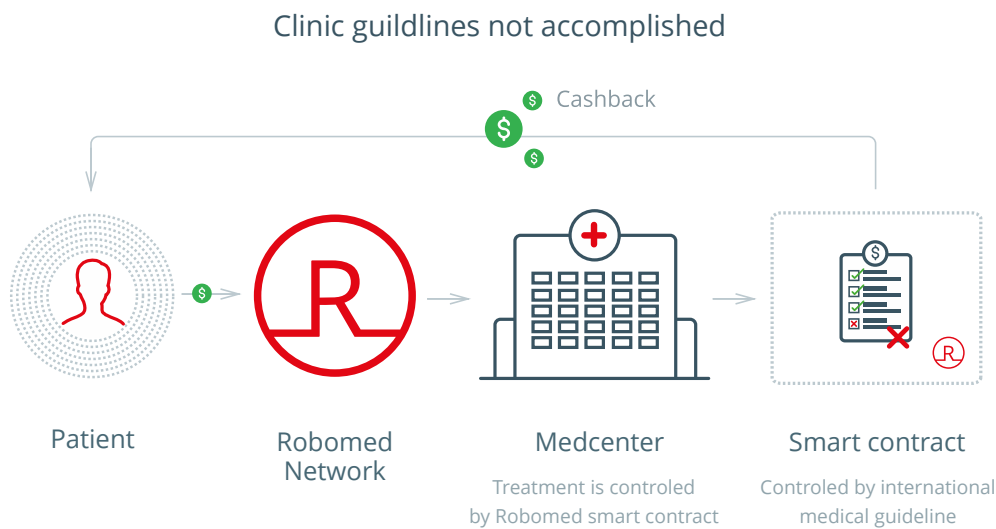 Clinic guildlines not accomplished
$
$ Cashback
$
$
R
$
R
Patient
Robomed
Network
Medcenter
Smart contract
Treatment is controled
by Robomed smart contract
Controled by international
medical guideline